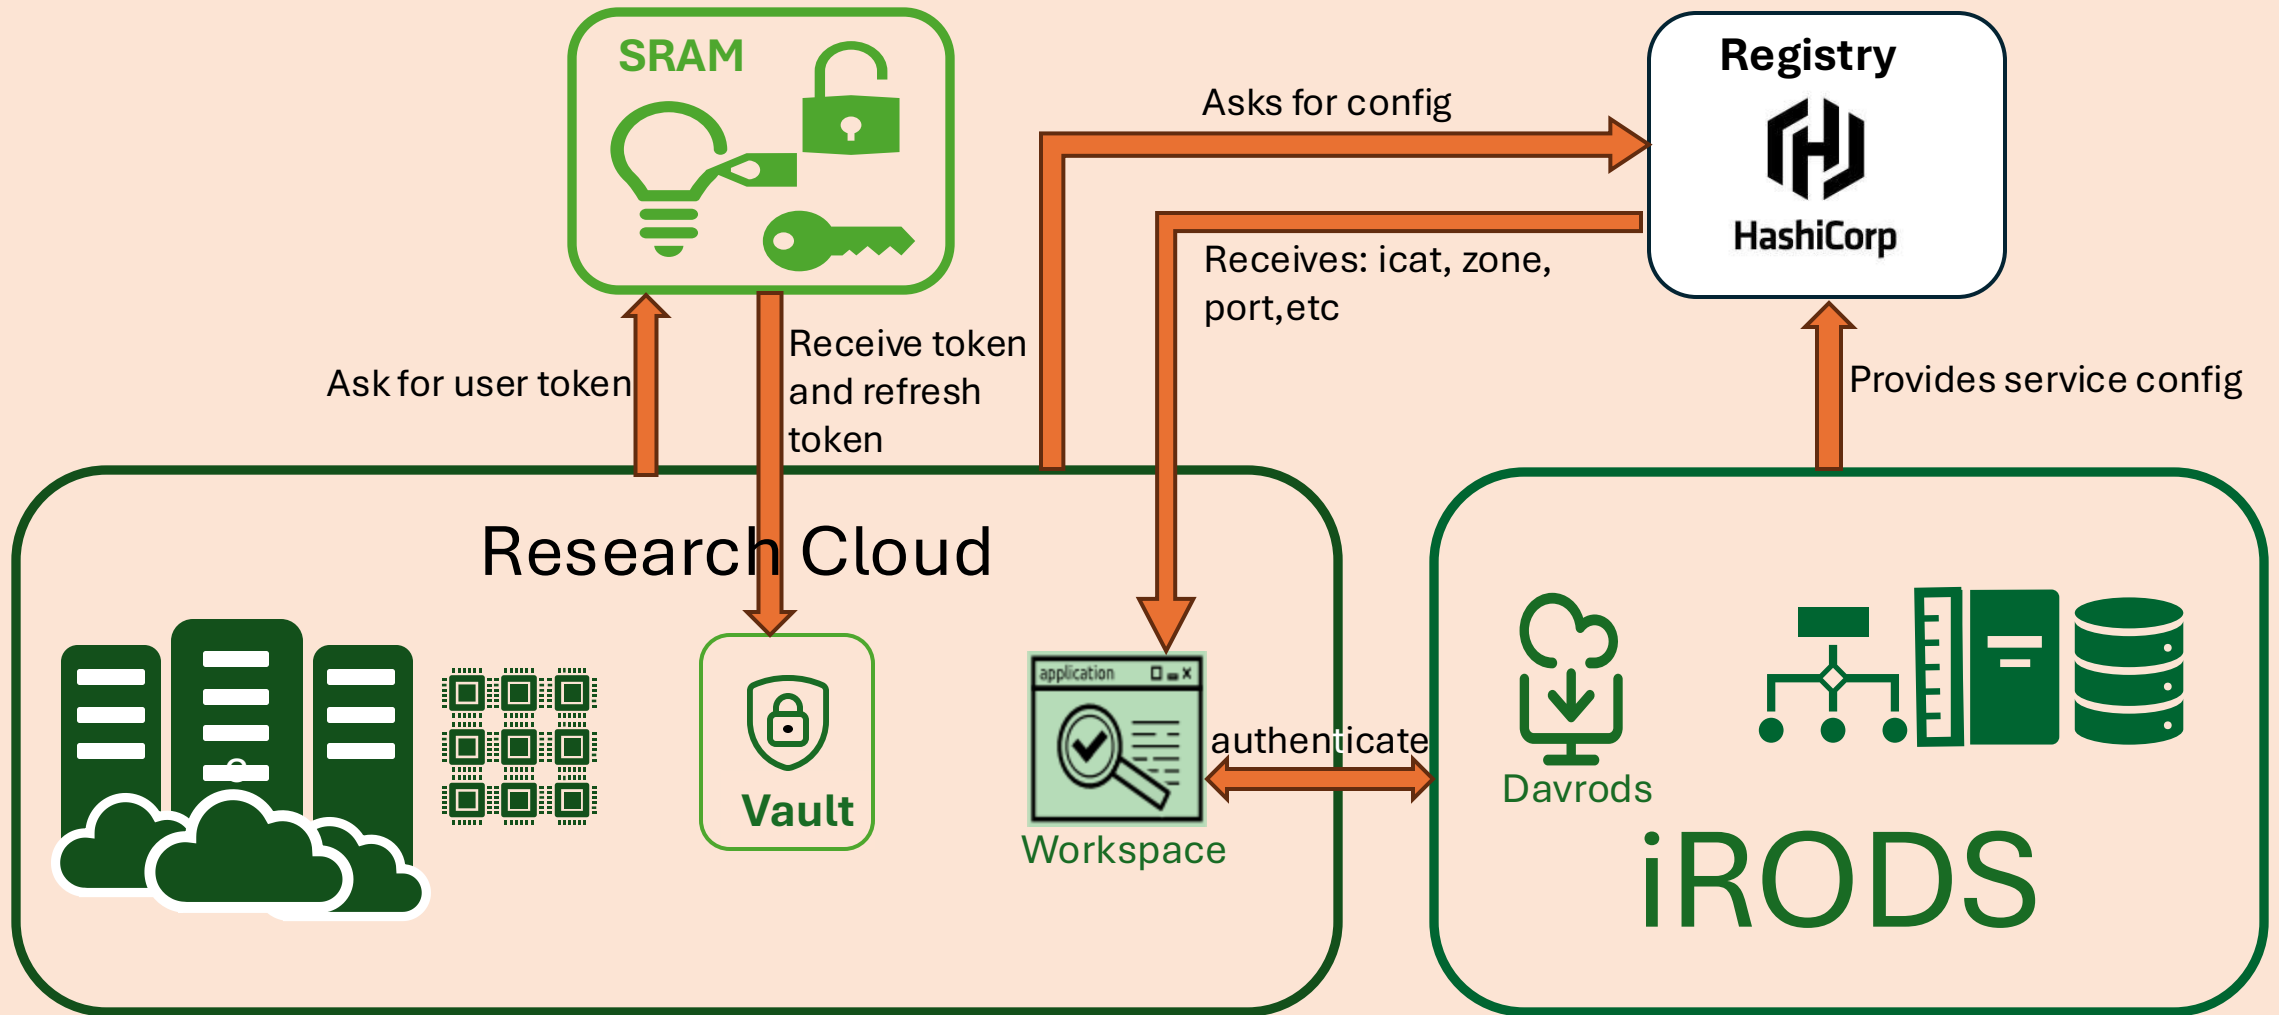 SRAM
Registry
HashiCorp
Asks for config
Receives: icat, zone,
port,etc
Ask for user token
Receive token
and refresh
token
Provides service config
Research Cloud
Vault
application
Workspace
authenticate
Davrods
iRODS